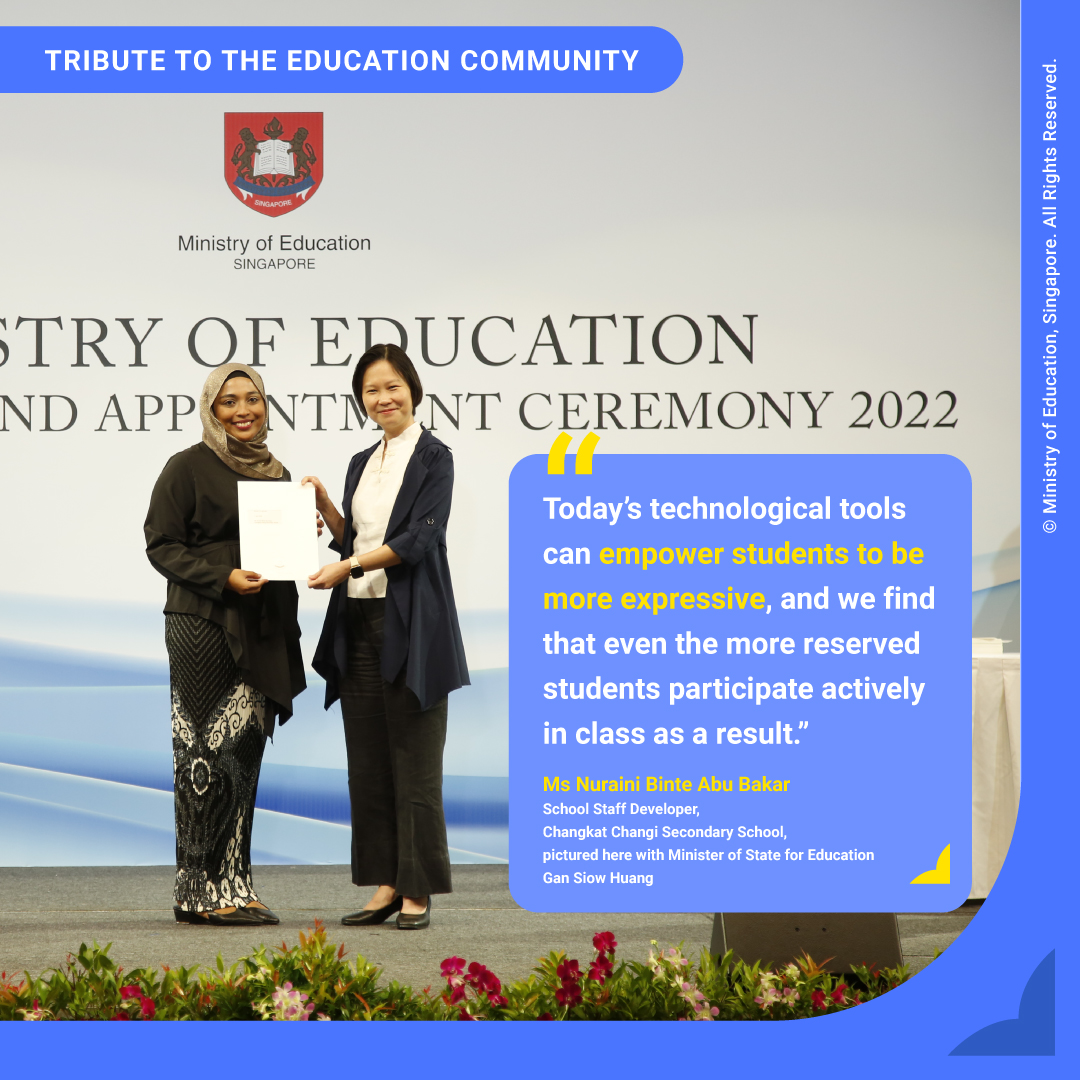 TRIBUTE TO THE EDUCATION COMMUNITY
SINGAPORE
Ministry of Education
SINGAPORE
STRY OF EDUCATION
ND APPOINTMENT CEREMONY 2022
“
Today’s technological tools
can empower students to be
more expressive, and we find
that even the more reserved
students participate actively
in class as a result.”
Ms Nuraini Binte Abu Bakar
School Staff Developer,
Changkat Changi Secondary School,
pictured here with Minister of State for Education
Gan Siow Huang
© Ministry of Education, Singapore. All Rights Reserved.